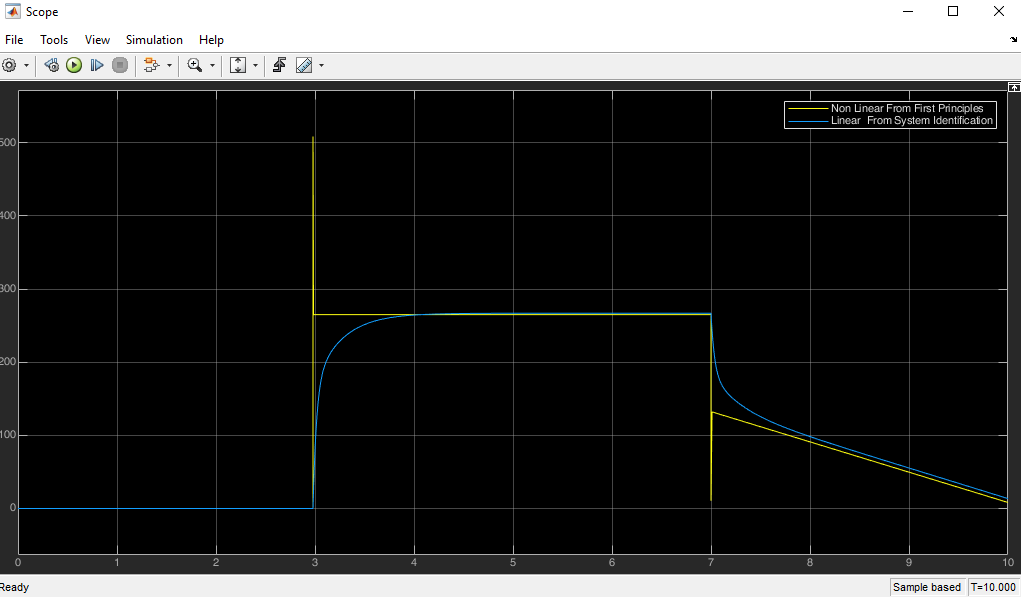 Scope
File Tools View Simulation Help
Non Linear From First Principles
Linear From System Identification
500
400
300
200
100
0
0 1 2 3 4 5 6 7 8 9 10
Ready
Sample based T=10.000